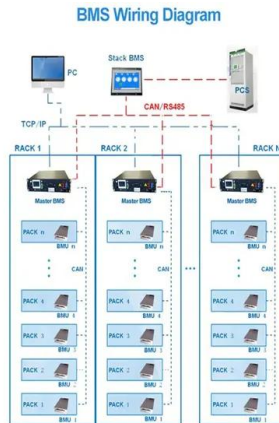 BMS Wiring Diagram
Stack BMS
PC
PCS
CAN/RS485
TCP/IP
RACK 1
RACK 2
RACK N
Master BMS
Master BMS
Master BMS
PACK n
BMU n
PACK n
BMU n
PACK n
BMU n
CAN
CAN
CAN
PACK 4
BMU 4
PACK 4
BMU 4
PACK 4
BMU 4
PACK 3
BMU 3
PACK 3
BMU 3
PACK 3
BMU 3
PACK 2
BMU 2
PACK 2
BMU 2
PACK 2
BMU 2
PACK 1
BMU 1
PACK 1
BMU 1
PACK 1
BMU 1